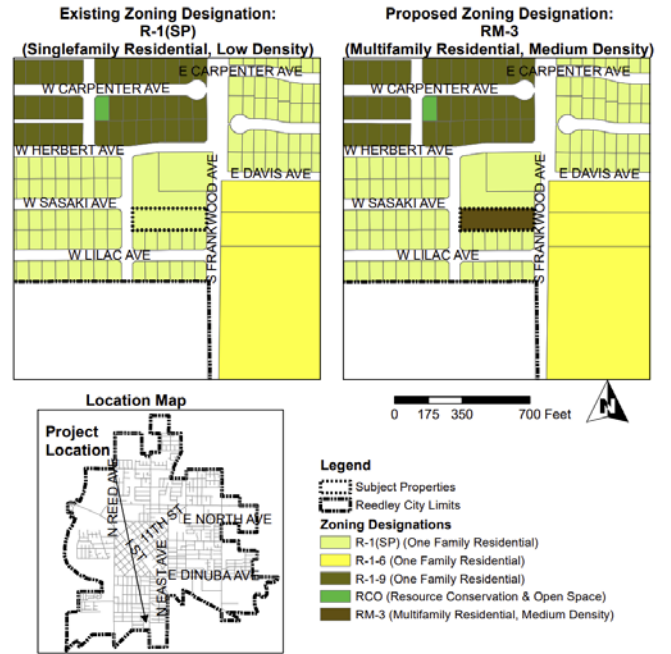 Existing Zoning Designation:
R-1(SP)
(Singlefamily Residential, Low Density)
E CARPENTER AVE
W CARPENTER AVE
W HERBERT AVE
E DAVIS AVE
W SASAKI AVE
S FRANKWOOD AVE
W LILAC AVE
Proposed Zoning Designation:
RM-3
(Multifamily Residential, Medium Density)
E CARPENTER AVE
W CARPENTER AVE
W HERBERT AVE
E DAVIS AVE
W SASAKI AVE
S FRANKWOOD AVE
W LILAC AVE
0 175 350 700 Feet
N
Location Map
Project
Location
N REED AVE
11TH ST
I ST
E NORTH AVE
N EAST AVE
E DINUBA AVE
Legend
Subject Properties
Reedley City Limits
Zoning Designations
R-1(SP) (One Family Residential)
R-1-6 (One Family Residential)
R-1-9 (One Family Residential)
RCO (Resource Conservation & Open Space)
RM-3 (Multifamily Residential, Medium Density)